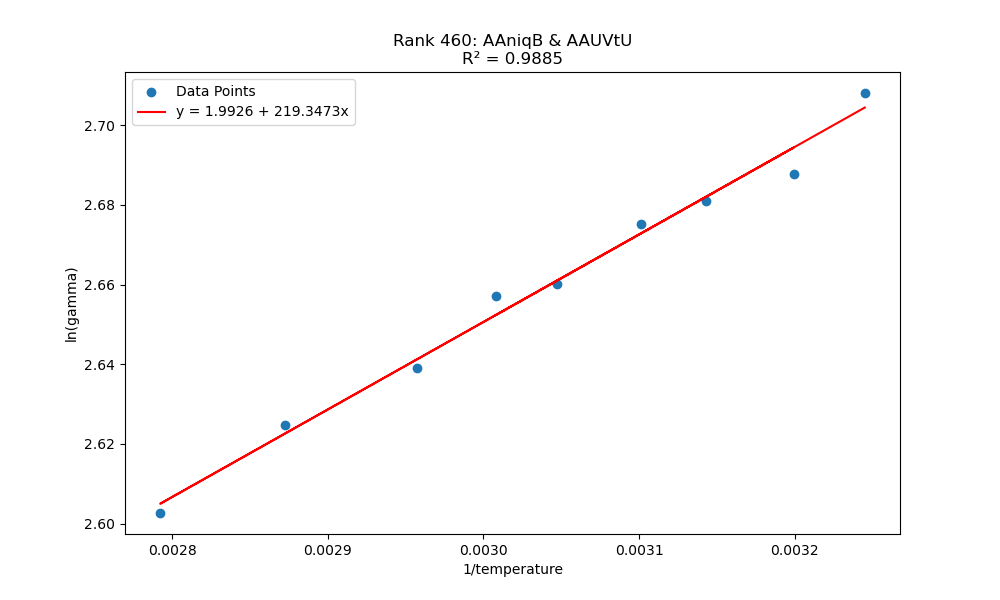 Rank 460: AAniqB & AAUVtU
R² = 0.9885
Data Points
y = 1.9926 + 219.3473x
2.70
2.68
2.66
2.64
2.62
2.60
ln(gamma)
0.0028 0.0029 0.0030 0.0031 0.0032
1/temperature